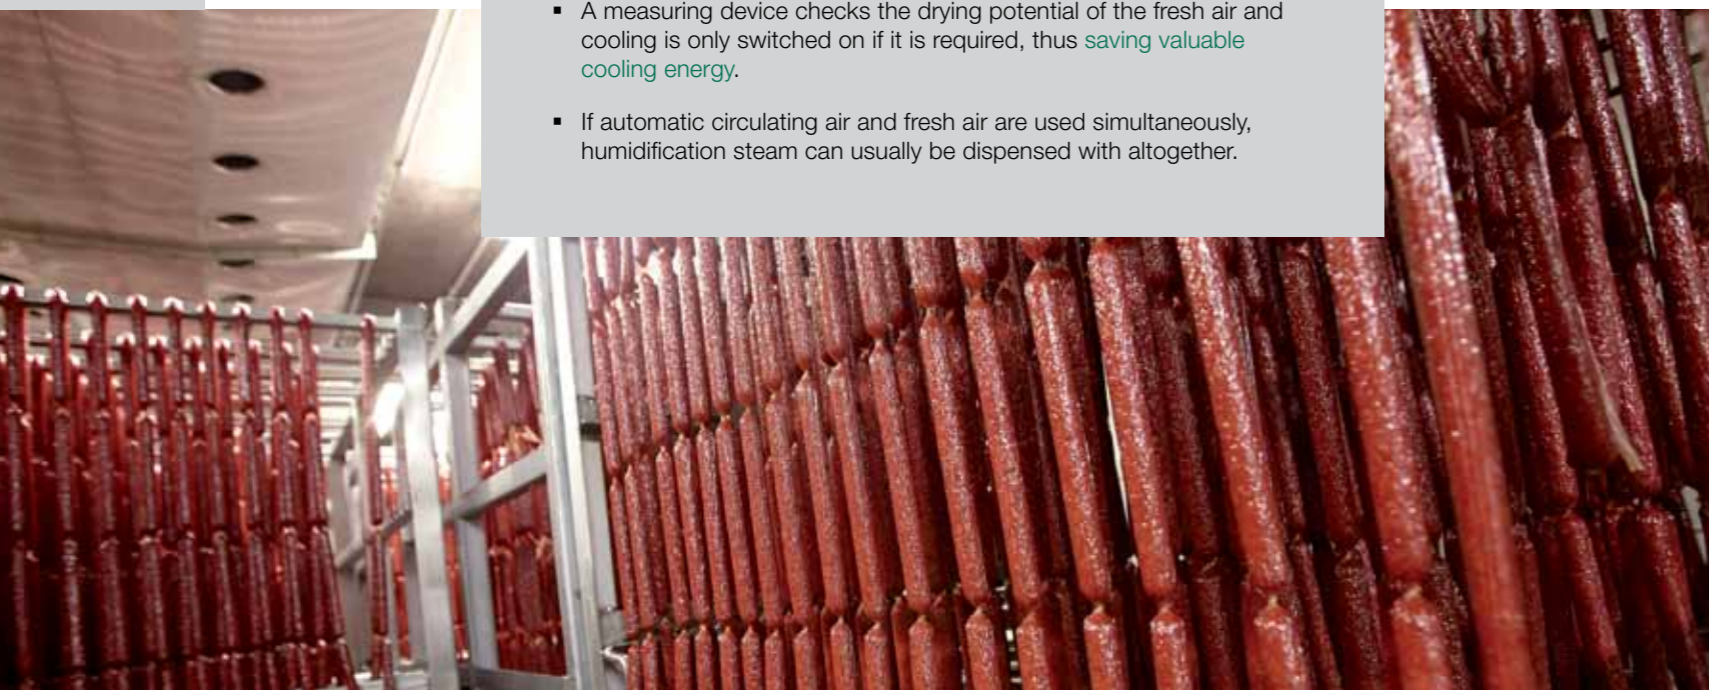 ▪ A measuring device checks the drying potential of the fresh air and
cooling is only switched on if it is required, thus saving valuable
cooling energy.
▪ If automatic circulating air and fresh air are used simultaneously,
humidification steam can usually be dispensed with altogether.